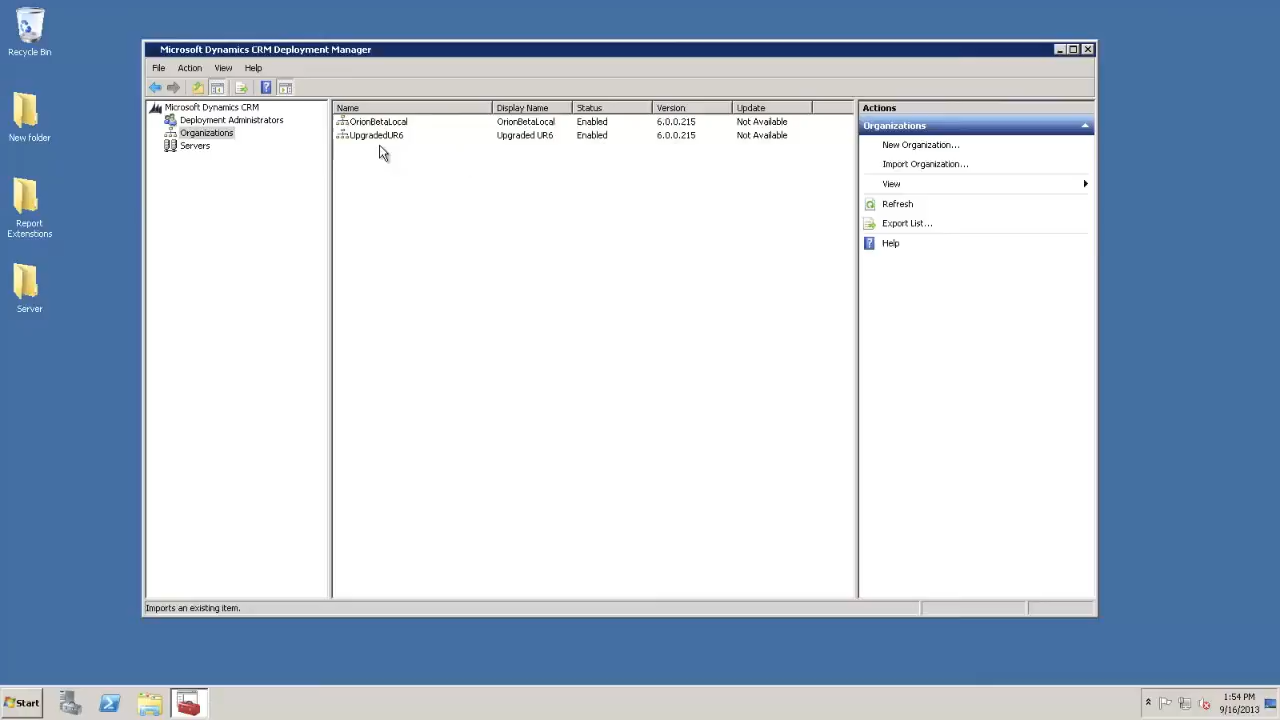 Recycle Bin
New folder
Report
Extenstions
Server
Microsoft Dynamics CRM Deployment Manager
File Action View Help
Microsoft Dynamics CRM
Deployment Administrators
Organizations
Servers
Name Display Name Status Version Update
OrionBetaLocal OrionBetaLocal Enabled 6.0.0.215 Not Available
UpgradedUR6 Upgraded UR6 Enabled 6.0.0.215 Not Available
Actions
Organizations
New Organization...
Import Organization...
View
Refresh
Export List...
Help
Imports an existing item.
Start
1:54 PM
9/16/2013